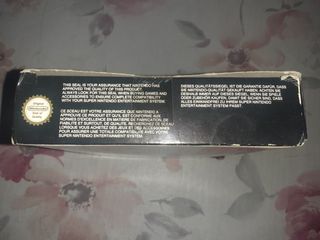 Original
Nintendo
THIS SEAL IS YOUR ASSURANCE THAT NINTENDO HAS
APPROVED THE QUALITY OF THIS PRODUCT.
ALWAYS LOOK FOR THIS SEAL WHEN BUYING GAMES AND
ACCESSORIES TO ENSURE COMPLETE COMPATIBILITY
WITH YOUR SUPER NINTENDO ENTERTAINMENT SYSTEM.
CE SCEAU EST VOTRE ASSURANCE QUE NINTENDO A
APPROUVE CE PRODUIT ET QU'IL EST CONFORME AUX
NORMES D'EXCELLENCE EN MATIERE DE FABRICATION, DE
FIABILITE ET SURTOUT, DE QUALITE. RECHERCHEZ CE SCEAU
LORSQUE VOUS ACHETEZ DES JEUX ET DES ACCESSOIRES
POUR ASSURER UNE TOTALE COMPATIBILITE AVEC VOTRE
SUPER NINTENDO ENTERTAINMENT SYSTEM.
DIESES QUALITÄTSSIEGEL IST DIE GARANTIE DAFÜR, DASS
SIE NINTENDO-QUALITÄT GEKAUFT HABEN. ACHTEN SIE
DESHALB IMMER AUF DIESES SIEGEL, WENN SIE SPIELE
ODER ZUBEHÖR KAUFEN, DAMIT SIE SICHER SIND, DASS
ALLES EINWANDFREI ZU IHREM SUPER NINTENDO
ENTERTAINMENT SYSTEM PASST.